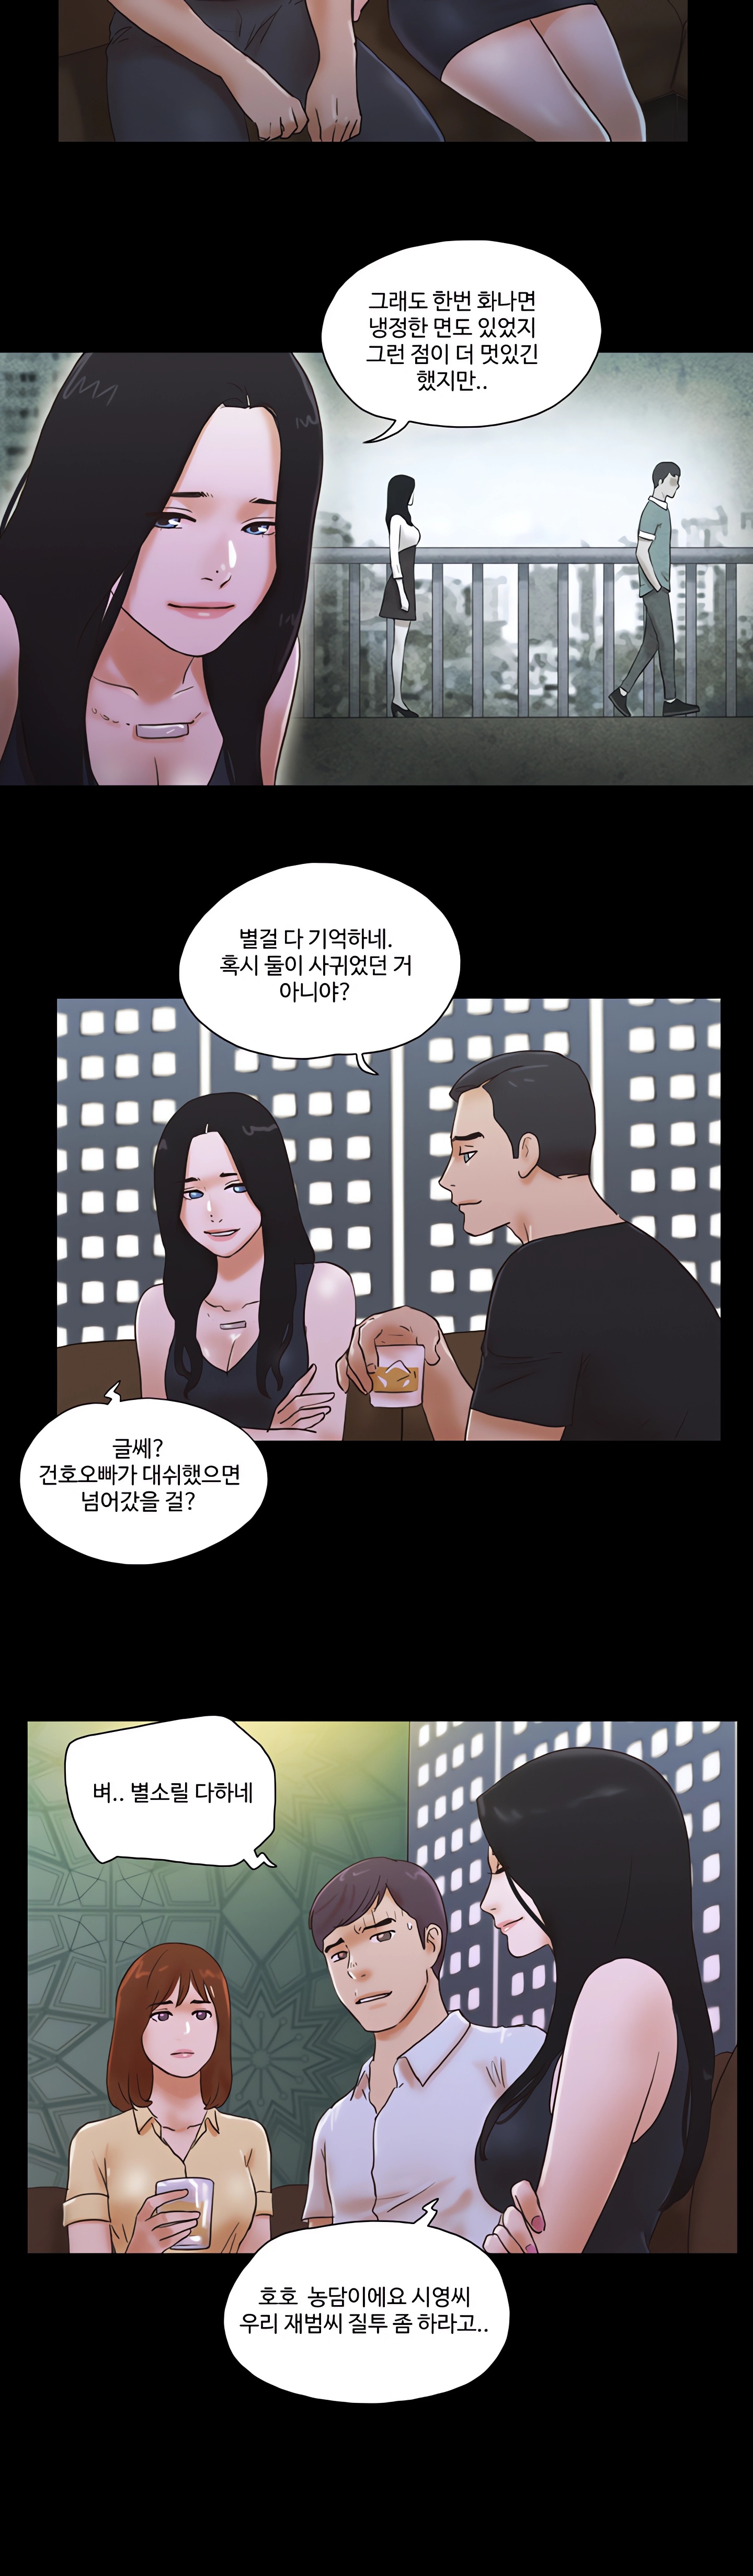 그래도 한번 화나면
냉정한 면도 있었지
그런 점이 더 멋있긴
했지만..
별걸 다 기억하네.
혹시 둘이 사귀었던 거
아니야?
글쎄?
건호오빠가 대쉬했으면
넘어갔을 걸?
벼.. 별소릴 다하네
호호 농담이에요 시영씨
우리 재범씨 질투 좀 하라고..